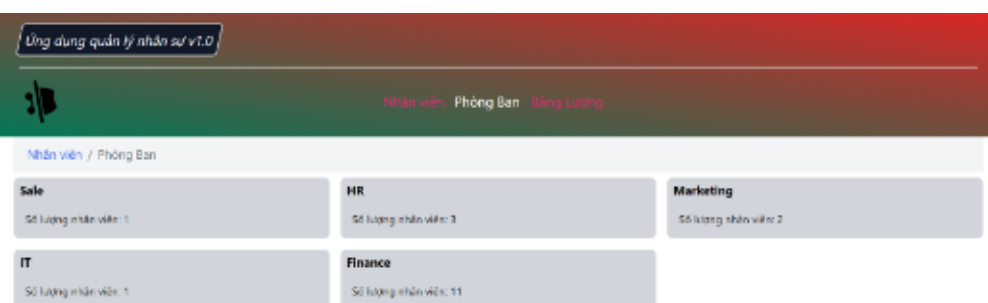 Ứng dụng quản lý nhân sự v1.0
Nhân viên Phòng Ban Bảng Lương
Nhân viên / Phòng Ban
Sale
Số lượng nhân viên: 1
HR
Số lượng nhân viên: 3
Marketing
Số lượng nhân viên: 2
IT
Số lượng nhân viên: 1
Finance
Số lượng nhân viên: 11